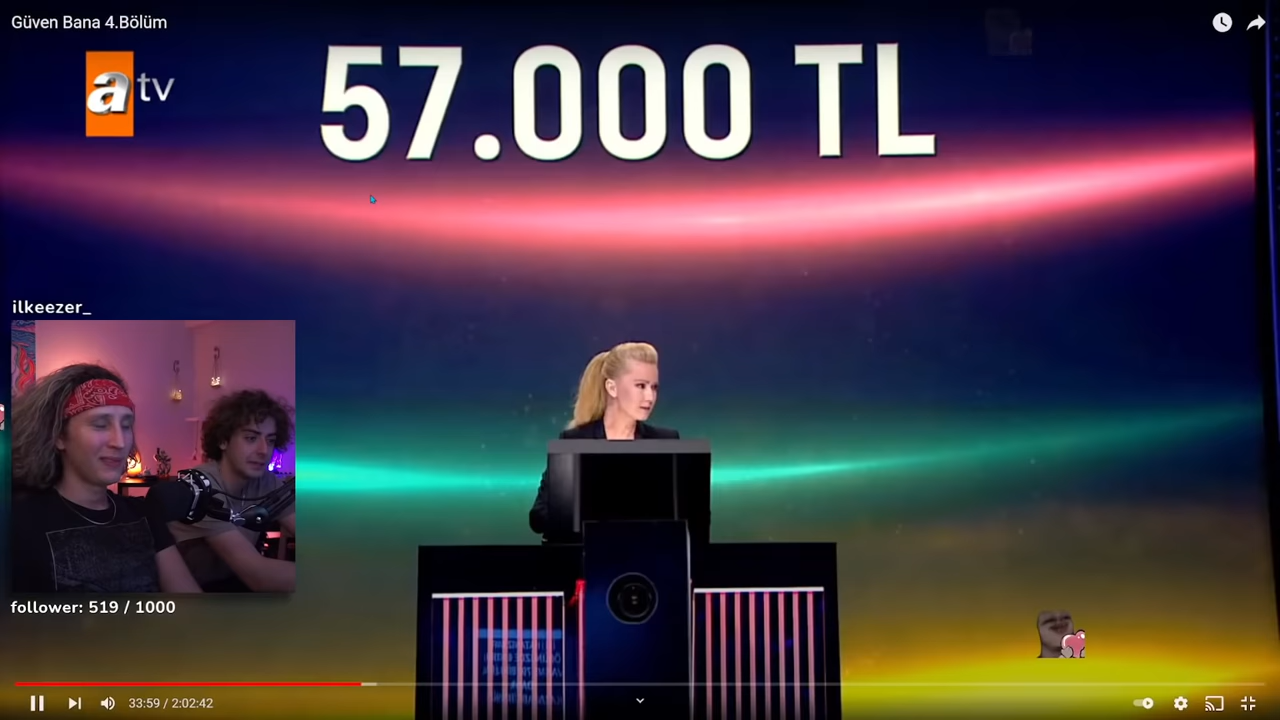 Güven Bana 4.Bölüm
57.000 TL
atv
ilkeezer_
follower: 519 / 1000
33:59 / 2:02:42